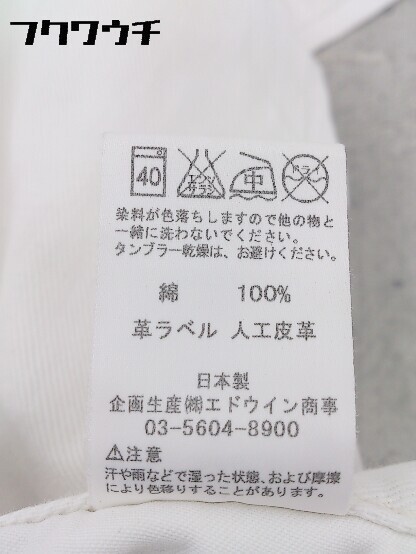 フクワウチ
40
エンソ
サラシ
中
ドライ
染料が色落ちしますので他の物と
一緒に洗わないでください。
タンブラー乾燥は、お避けください。
綿 100%
革ラベル 人工皮革
日本製
企画生産㈱エドウイン商事
03-5604-8900
⚠注意
汗や雨などで湿った状態、および摩擦
により色移りすることがあります。